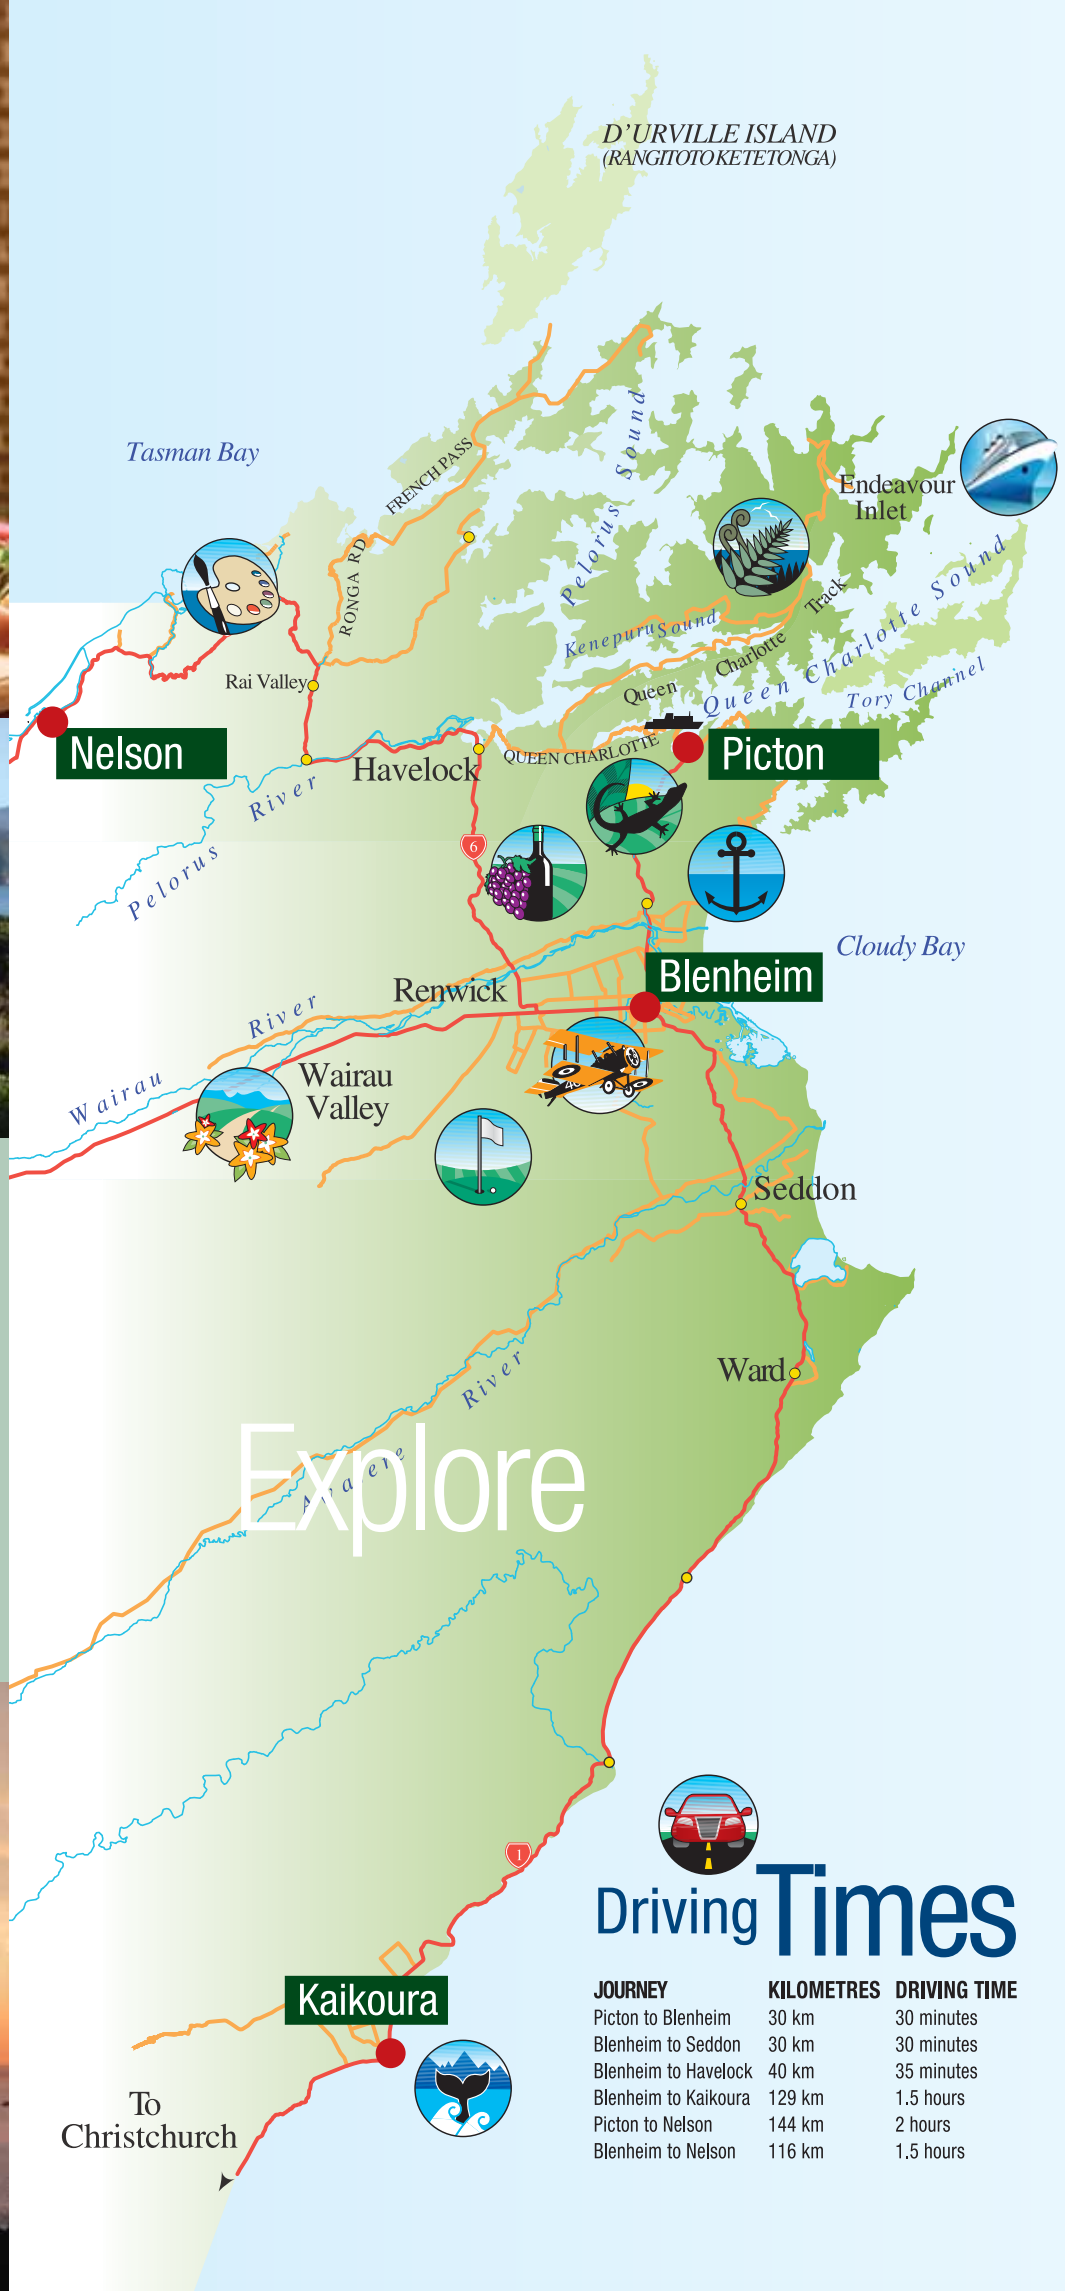 D'URVILLE ISLAND
(RANGITOTOKETETONGA)
Tasman Bay
FRENCH PASS
Pelorus Sound
Endeavour
Inlet
RONGA RD
Kenepuru Sound
Queen Charlotte Track
Queen Charlotte Sound
Tory Channel
Rai Valley
Nelson
Havelock
QUEEN CHARLOTTE
Picton
Pelorus River
6
Cloudy Bay
Blenheim
Renwick
Wairau River
Wairau
Valley
Seddon
Ward
Awatere River
Explore
1
Driving Times
JOURNEY KILOMETRES DRIVING TIME
Picton to Blenheim 30 km 30 minutes
Blenheim to Seddon 30 km 30 minutes
Blenheim to Havelock 40 km 35 minutes
Blenheim to Kaikoura 129 km 1.5 hours
Picton to Nelson 144 km 2 hours
Blenheim to Nelson 116 km 1.5 hours
Kaikoura
To
Christchurch